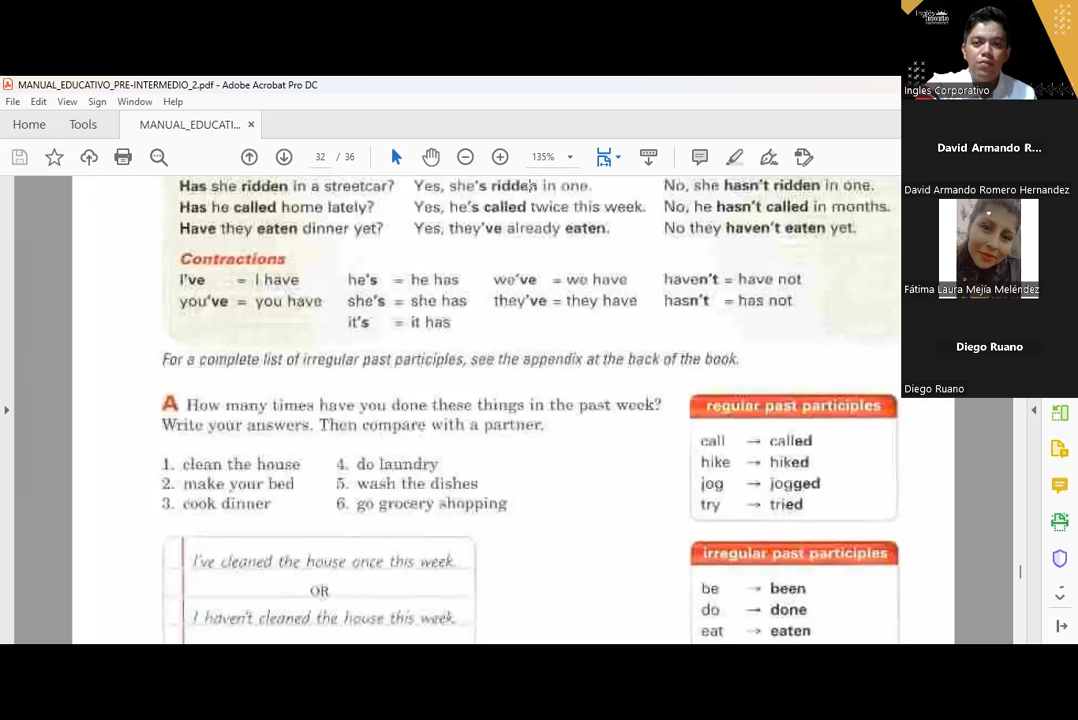 MANUAL_EDUCATIVO_PRE-INTERMEDIO_2.pdf - Adobe Acrobat Pro DC
File Edit View Sign Window Help
Home Tools MANUAL_EDUCATI... ×
32 / 36 135%
Has she ridden in a streetcar? Yes, she's ridden in one. No, she hasn't ridden in one.
Has he called home lately? Yes, he's called twice this week. No, he hasn't called in months.
Have they eaten dinner yet? Yes, they've already eaten. No they haven't eaten yet.
Contractions
I've = I have he's = he has we've = we have haven't = have not
you've = you have she's = she has they've = they have hasn't = has not
it's = it has
For a complete list of irregular past participles, see the appendix at the back of the book.
A How many times have you done these things in the past week?
Write your answers. Then compare with a partner.
1. clean the house 4. do laundry
2. make your bed 5. wash the dishes
3. cook dinner 6. go grocery shopping
I've cleaned the house once this week.
OR
I haven't cleaned the house this week.
regular past participles
call → called
hike → hiked
jog → jogged
try → tried
irregular past participles
be → been
do → done
eat → eaten
Inglés Corporativo
Ingles Corporativo
David Armando R...
David Armando Romero Hernandez
Fátima Laura Mejía Meléndez
Diego Ruano
Diego Ruano